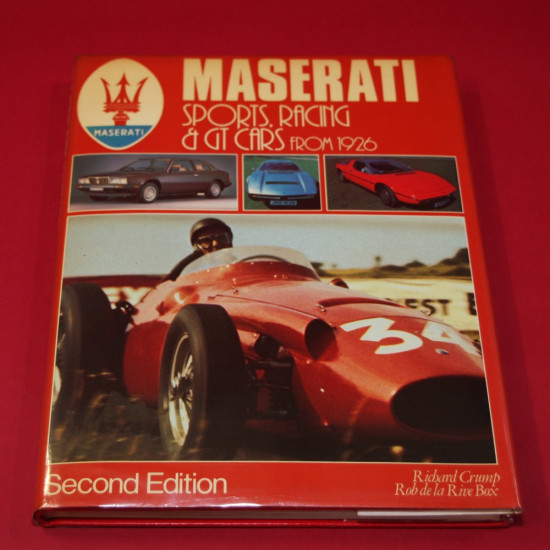 MASERATI
MASERATI
SPORTS, RACING
& GT CARS FROM 1926
34
Second Edition
Richard Crump
Rob de la Rive Box